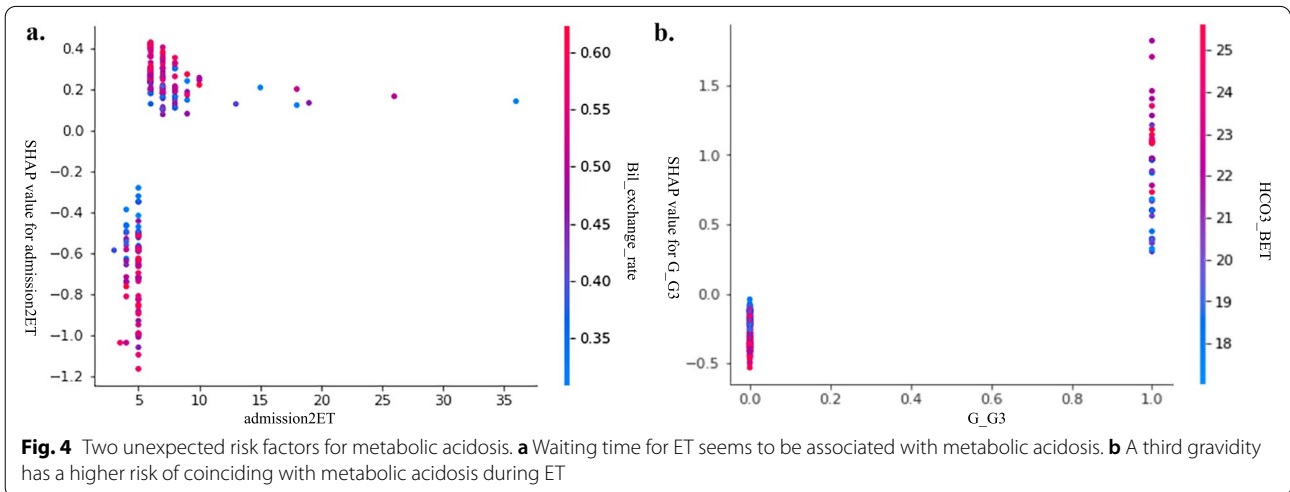 a.
0.4
0.2
0.0
−0.2
−0.4
−0.6
−0.8
−1.0
−1.2
SHAP value for admission2ET
5 10 15 20 25 30 35
admission2ET
0.60
0.55
0.50
0.45
0.40
0.35
Bil_exchange_rate
b.
1.5
1.0
0.5
0.0
−0.5
SHAP value for G_G3
0.0 0.2 0.4 0.6 0.8 1.0
G_G3
25
24
23
22
21
20
19
18
HCO3_BET
Fig. 4 Two unexpected risk factors for metabolic acidosis. a Waiting time for ET seems to be associated with metabolic acidosis. b A third gravidity
has a higher risk of coinciding with metabolic acidosis during ET